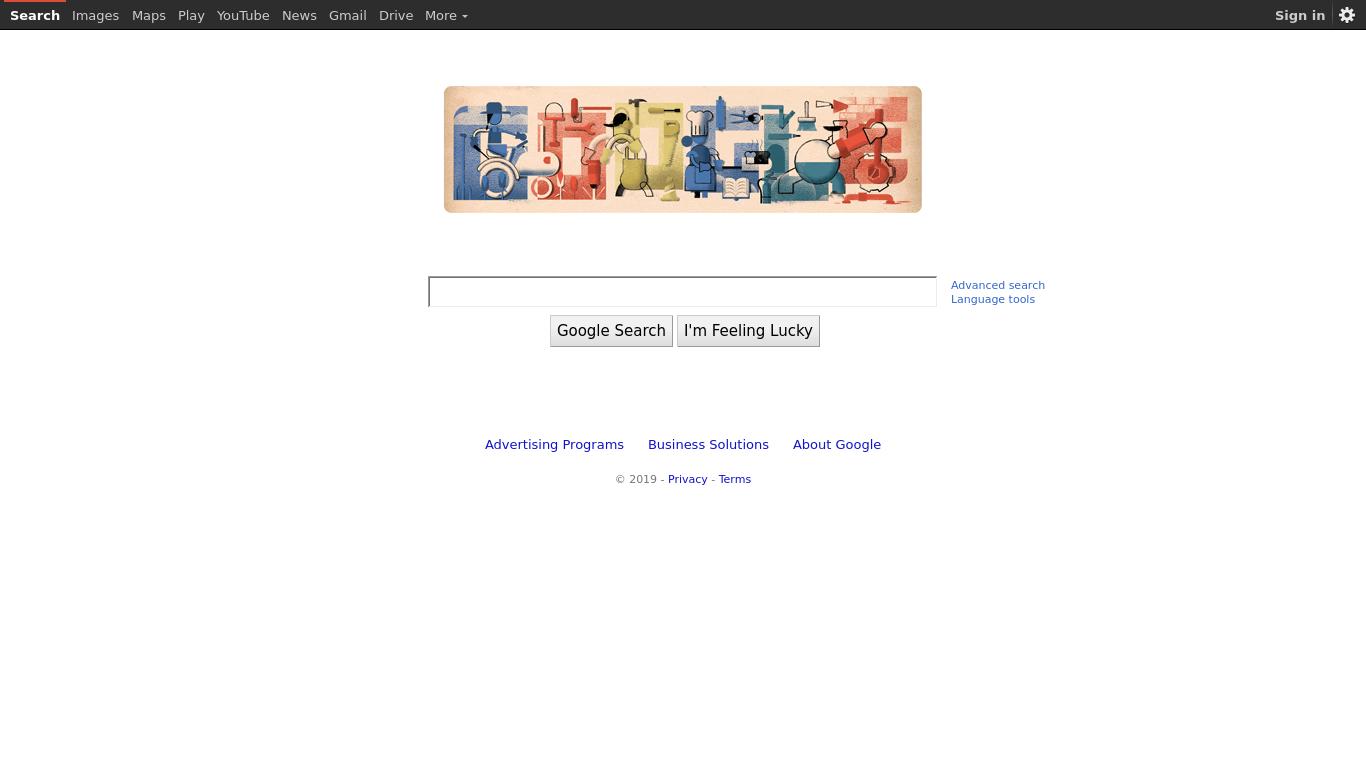 Search Images Maps Play YouTube News Gmail Drive More Sign in
Advanced search
Language tools
Google Search I'm Feeling Lucky
Advertising Programs Business Solutions About Google
© 2019 - Privacy - Terms